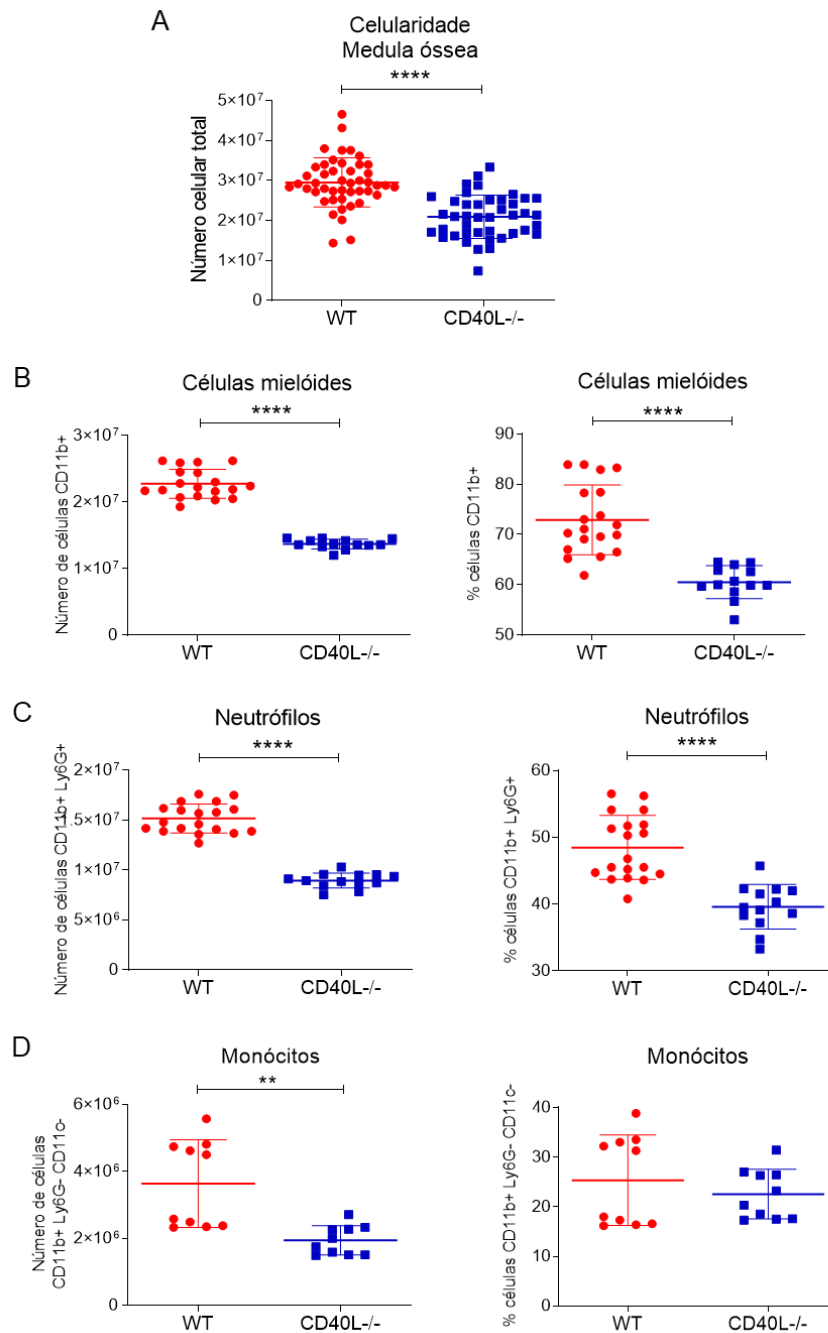 A
Celularidade
Medula óssea
****
Número celular total
5×10⁷
4×10⁷
3×10⁷
2×10⁷
1×10⁷
0
WT
CD40L-/-
B
Células mielóides
****
Número de células CD11b+
3×10⁷
2×10⁷
1×10⁷
0
WT
CD40L-/-
Células mielóides
****
% células CD11b+
90
80
70
60
50
WT
CD40L-/-
C
Neutrófilos
****
Número de células CD11b+ Ly6G+
2×10⁷
1.5×10⁷
1×10⁷
5×10⁶
0
WT
CD40L-/-
Neutrófilos
****
% células CD11b+ Ly6G+
60
50
40
30
WT
CD40L-/-
D
Monócitos
**
Número de células
CD11b+ Ly6G- CD11c-
6×10⁶
4×10⁶
2×10⁶
0
WT
CD40L-/-
Monócitos
% células CD11b+ Ly6G- CD11c-
40
30
20
10
0
WT
CD40L-/-